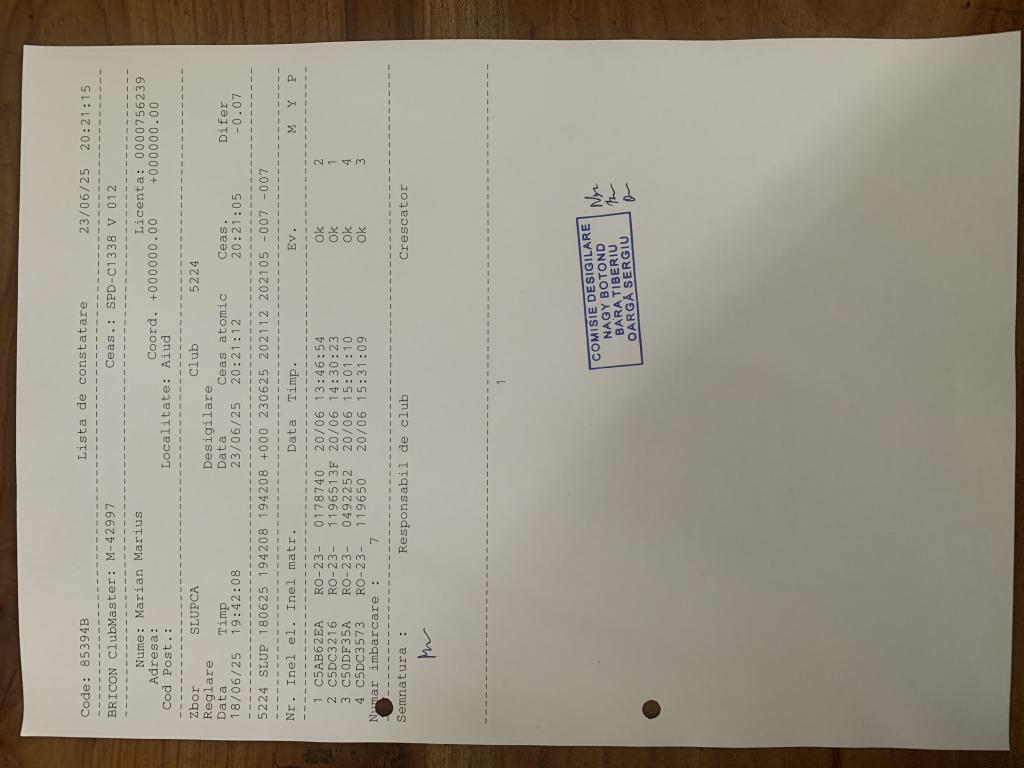 Code: 85394B Lista de constatare 23/06/25 20:21:15
BRICON ClubMaster: M-42997 Ceas.: SPD-C1338 V 012
Nume: Marian Marius Licenta: 0000756239
Adresa: Coord. +000000.00 +000000.00
Cod Post.: Localitate: Aiud
Zbor SLUPCA Club 5224
Reglare Desigilare
Data Timp Data Ceas atomic Ceas. Difer
18/06/25 19:42:08 23/06/25 20:21:12 20:21:05 -0.07
5224 SLUP 180625 194208 194208 194208 +000 230625 202112 202105 -007 -007
Nr. Inel el. Inel matr. Data Timp. Ev. M Y P
1 C5AB62EA RO-23- 0178740 20/06 13:46:54 Ok 2
2 C5DC3216 RO-23- 1196513F 20/06 14:30:23 Ok 1
3 C50DF35A RO-23- 0492252 20/06 15:01:10 Ok 4
4 C5DC3573 RO-23- 119650 20/06 15:31:09 Ok 3
Numar imbarcare : 7
Semnatura : Responsabil de club Crescator
1
COMISIE DESIGILARE
NAGY BOTOND
BARA TIBERIU
OARGĂ SERGIU